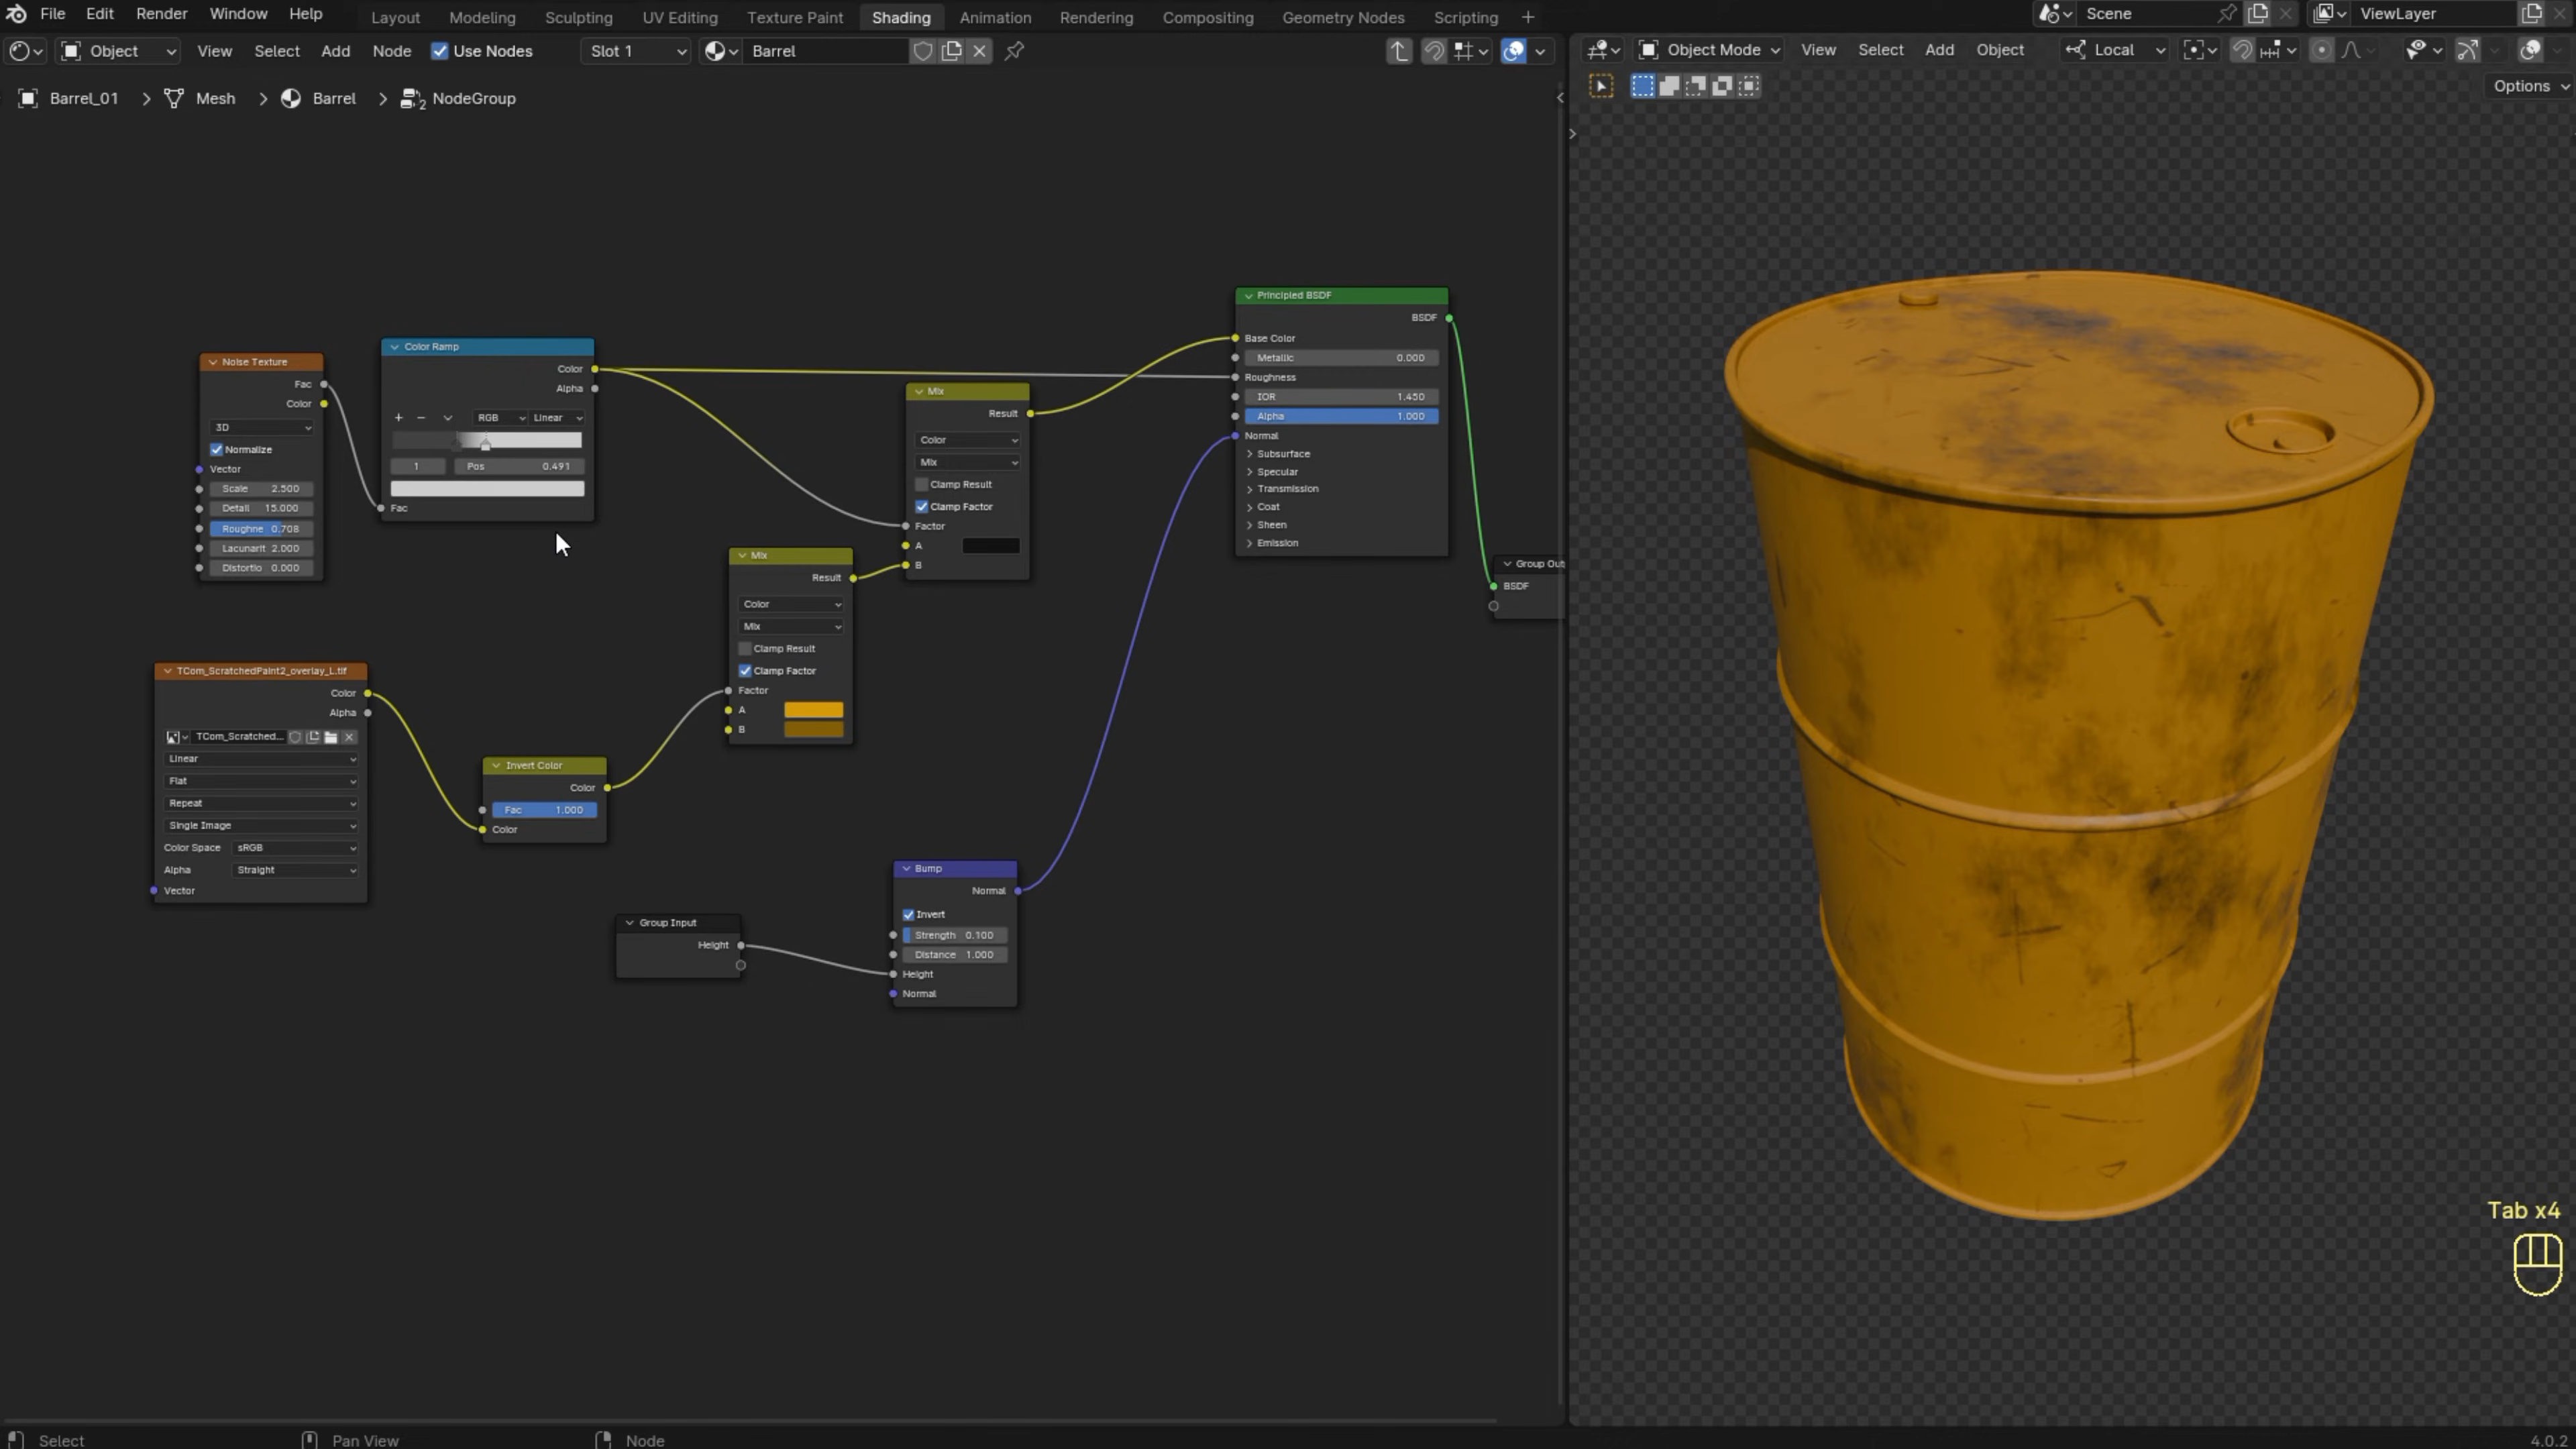 File Edit Render Window Help Layout Modeling Sculpting UV Editing Texture Paint Shading Animation Rendering Compositing Geometry Nodes Scripting + Scene ViewLayer
Object View Select Add Node Use Nodes Slot 1 Barrel Object Mode View Select Add Object Local
Options
Barrel_01 > Mesh > Barrel > NodeGroup
Noise Texture
Fac
Color
3D
Normalize
Vector
Scale 2.500
Detail 15.000
Roughne 0.708
Lacunarit 2.000
Distortio 0.000
Color Ramp
Color
Alpha
RGB Linear
1 Pos 0.491
Fac
Mix
Result
Color
Mix
Clamp Result
Clamp Factor
Factor
A
B
Principled BSDF
BSDF
Base Color
Metallic 0.000
Roughness
IOR 1.450
Alpha 1.000
Normal
Subsurface
Specular
Transmission
Coat
Sheen
Emission
Group Out
BSDF
Mix
Result
Color
Mix
Clamp Result
Clamp Factor
Factor
A
B
TCom_ScratchedPaint2_overlay_L.tif
Color
Alpha
TCom_Scratched...
Linear
Flat
Repeat
Single Image
Color Space sRGB
Alpha Straight
Vector
Invert Color
Color
Fac 1.000
Color
Group Input
Height
Bump
Normal
Invert
Strength 0.100
Distance 1.000
Height
Normal
Tab x4
Select Pan View Node 4.0.2